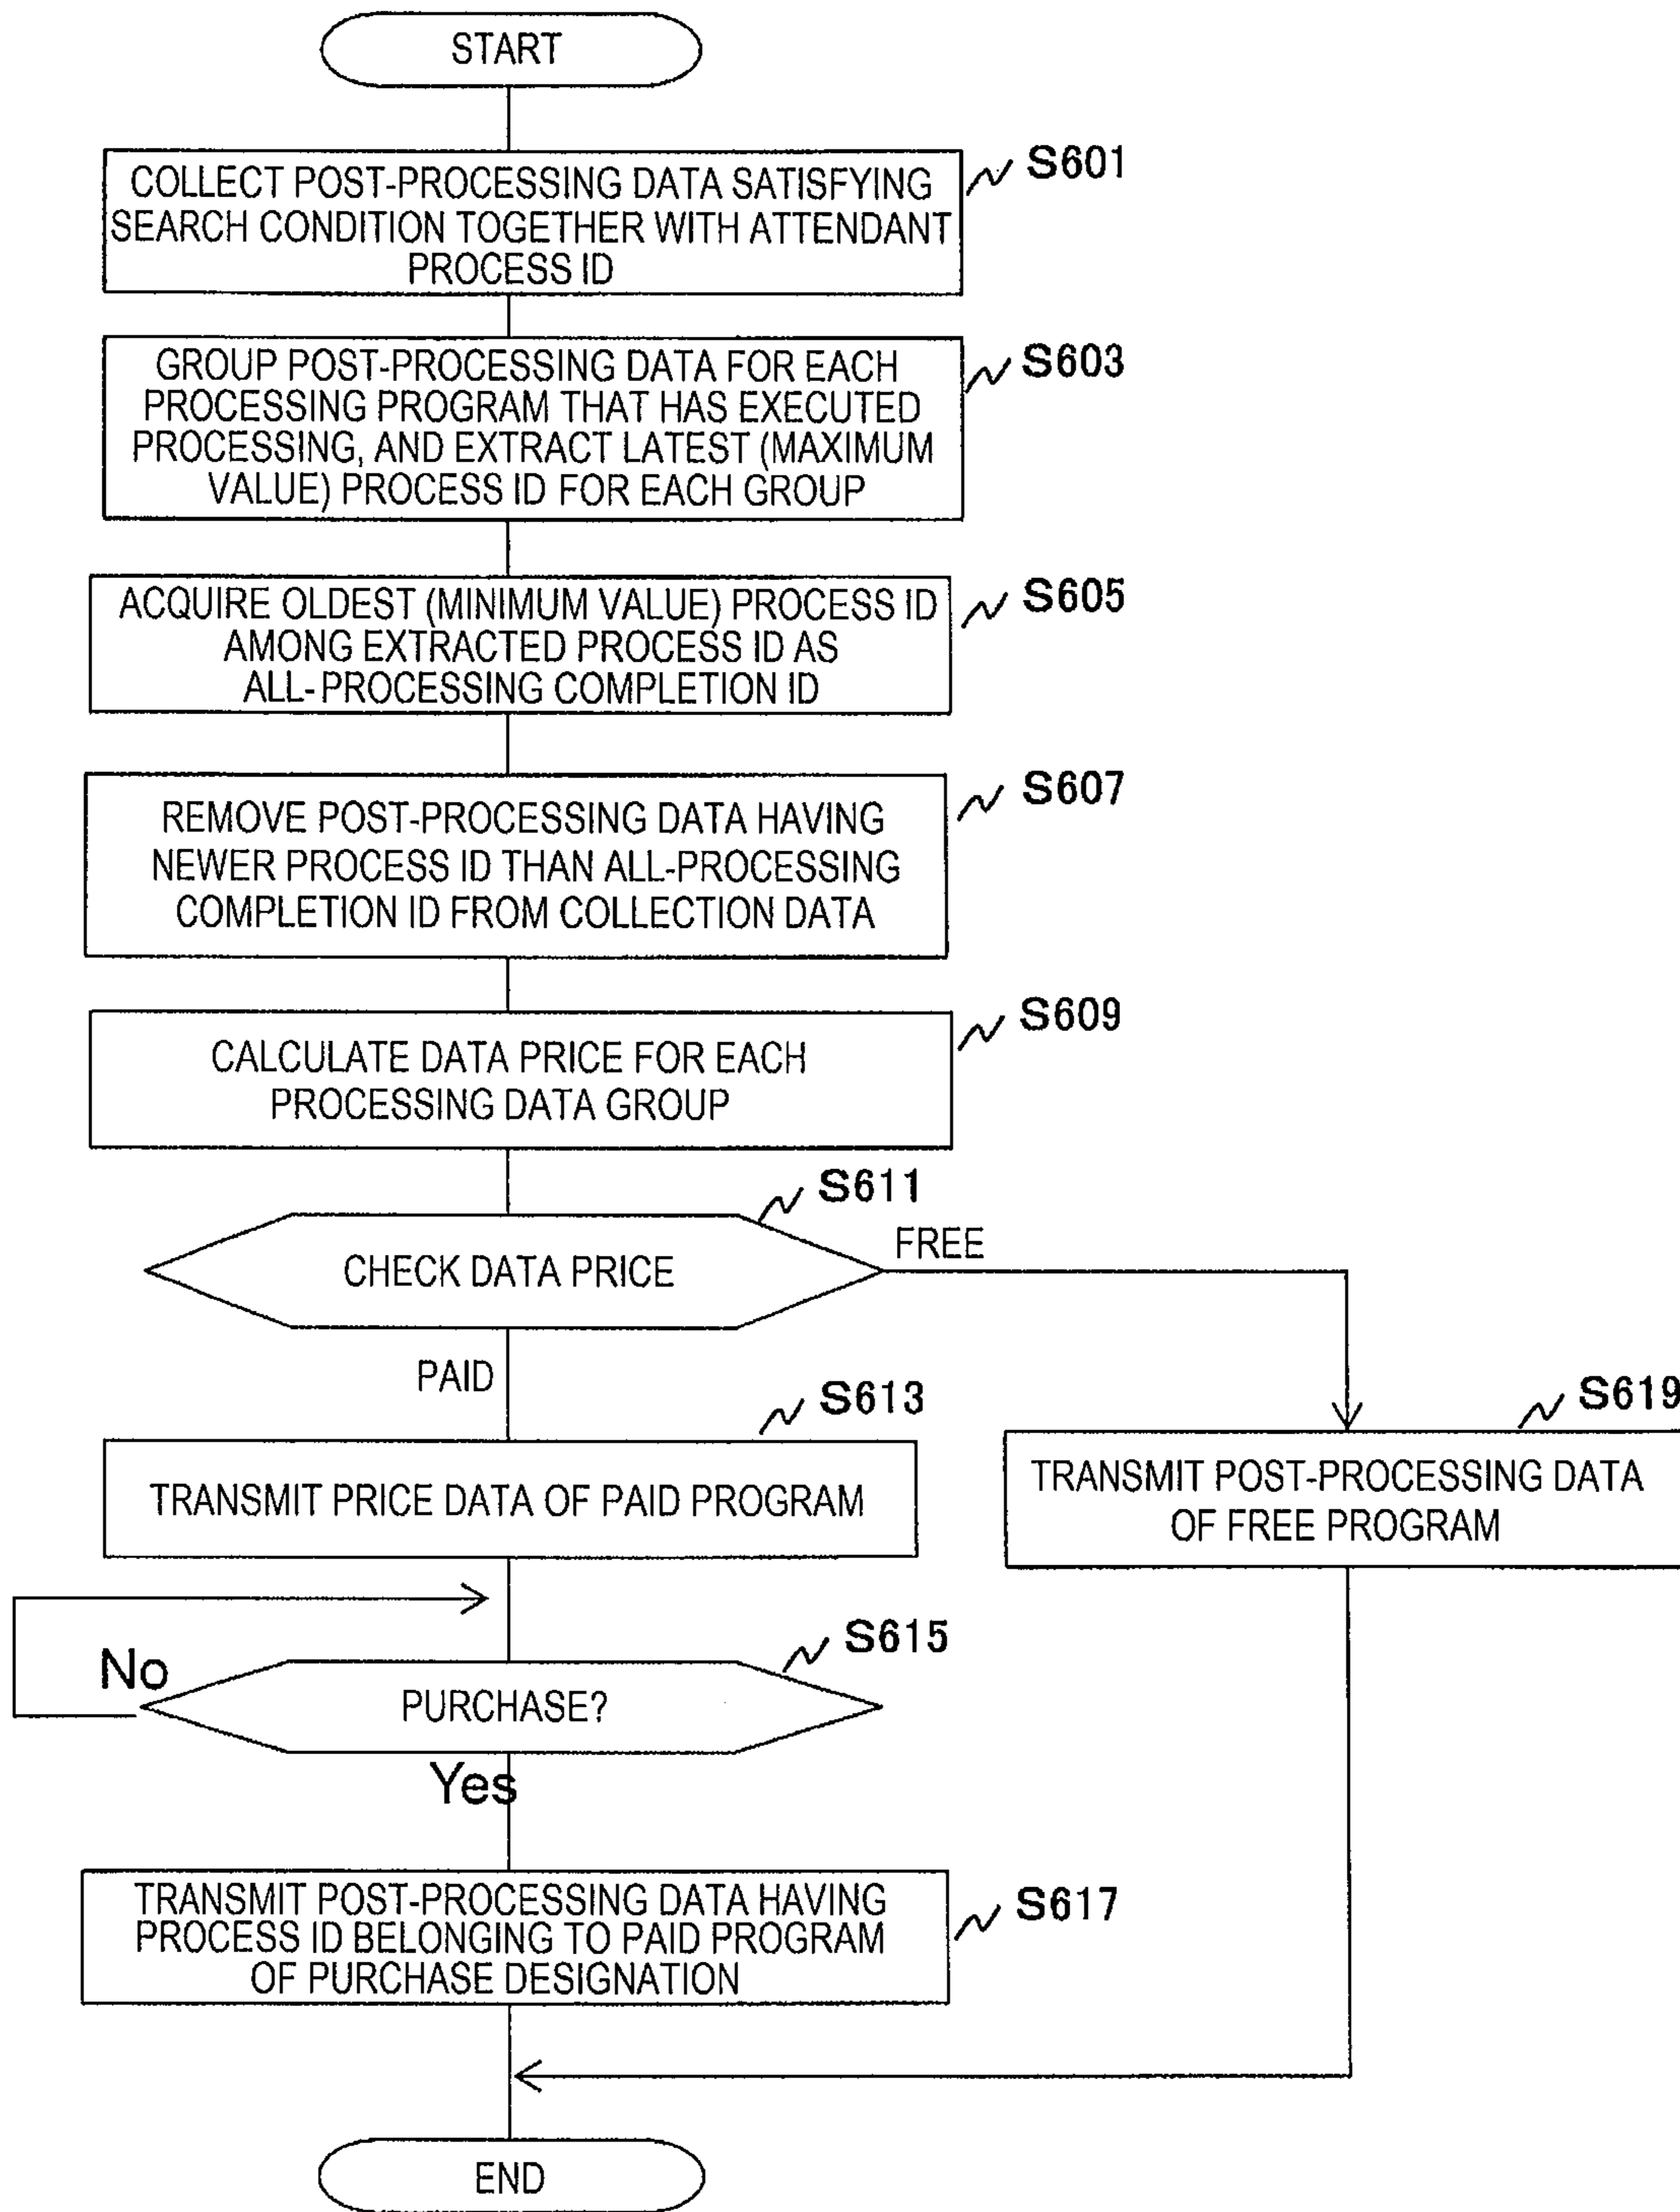 START
S601
COLLECT POST-PROCESSING DATA SATISFYING
SEARCH CONDITION TOGETHER WITH ATTENDANT
PROCESS ID
S603
GROUP POST-PROCESSING DATA FOR EACH
PROCESSING PROGRAM THAT HAS EXECUTED
PROCESSING, AND EXTRACT LATEST (MAXIMUM
VALUE) PROCESS ID FOR EACH GROUP
S605
ACQUIRE OLDEST (MINIMUM VALUE) PROCESS ID
AMONG EXTRACTED PROCESS ID AS
ALL-PROCESSING COMPLETION ID
S607
REMOVE POST-PROCESSING DATA HAVING
NEWER PROCESS ID THAN ALL-PROCESSING
COMPLETION ID FROM COLLECTION DATA
S609
CALCULATE DATA PRICE FOR EACH
PROCESSING DATA GROUP
S611
CHECK DATA PRICE
FREE
PAID
S613
TRANSMIT PRICE DATA OF PAID PROGRAM
S619
TRANSMIT POST-PROCESSING DATA
OF FREE PROGRAM
S615
No
PURCHASE?
Yes
S617
TRANSMIT POST-PROCESSING DATA HAVING
PROCESS ID BELONGING TO PAID PROGRAM
OF PURCHASE DESIGNATION
END